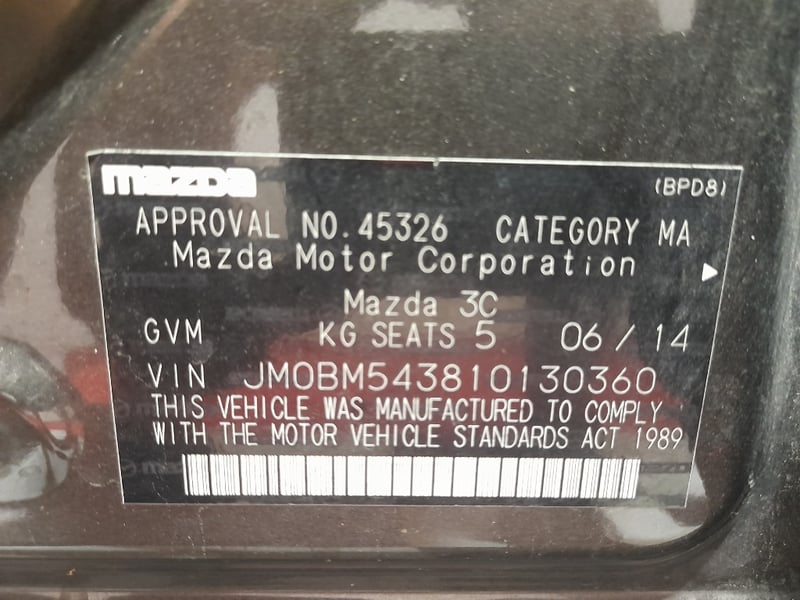 mazda
(BPD8)
APPROVAL NO.45326 CATEGORY MA
Mazda Motor Corporation
Mazda 3C
GVM KG SEATS 5 06/14
VIN JM0BM543810130360
THIS VEHICLE WAS MANUFACTURED TO COMPLY
WITH THE MOTOR VEHICLE STANDARDS ACT 1989